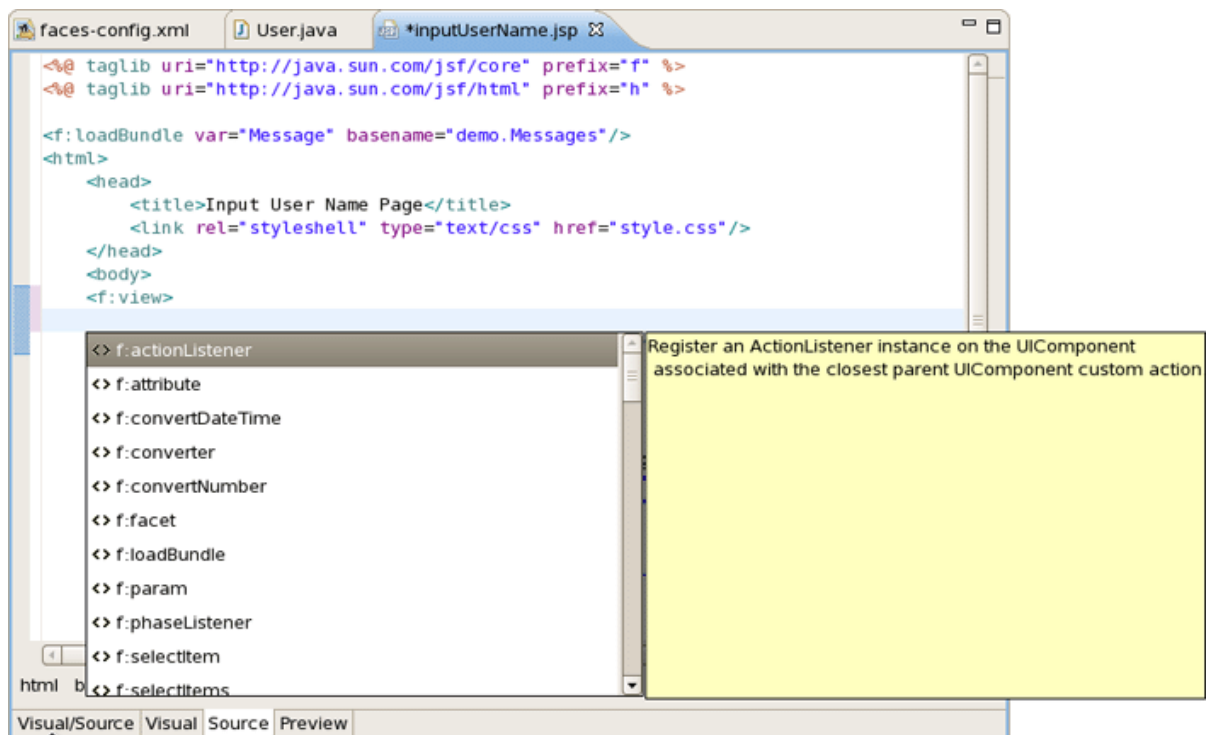 faces-config.xml User.java *inputUserName.jsp
<%@ taglib uri="http://java.sun.com/jsf/core" prefix="f" %>
<%@ taglib uri="http://java.sun.com/jsf/html" prefix="h" %>
<f:loadBundle var="Message" basename="demo.Messages"/>
<html>
<head>
<title>Input User Name Page</title>
<link rel="styleshell" type="text/css" href="style.css"/>
</head>
<body>
<f:view>
f:actionListener
f:attribute
f:convertDateTime
f:converter
f:convertNumber
f:facet
f:loadBundle
f:param
f:phaseListener
f:selectItem
f:selectItems
Register an ActionListener instance on the UIComponent
associated with the closest parent UIComponent custom action
html b
Visual/Source Visual Source Preview